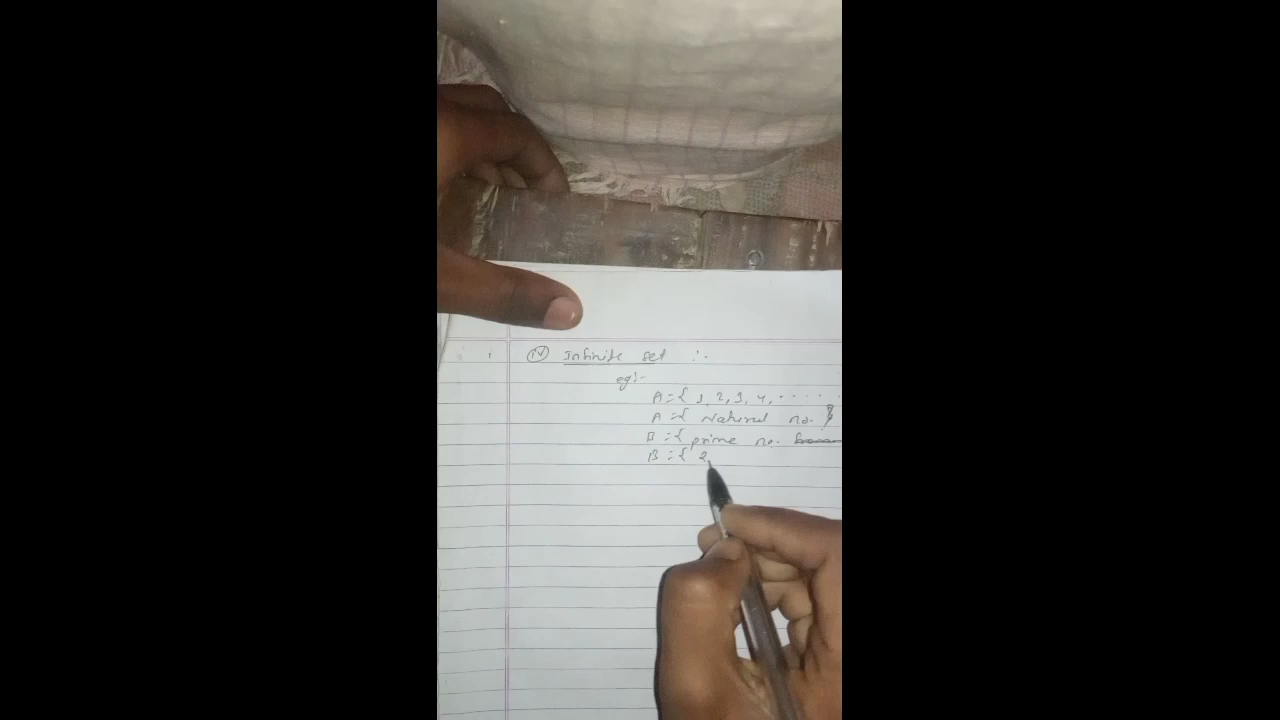 (iv) Infinite set :-
eg:-
A = { 1, 2, 3, 4, ......
A = { Natural no. }
B = { prime no.
B = { 2,